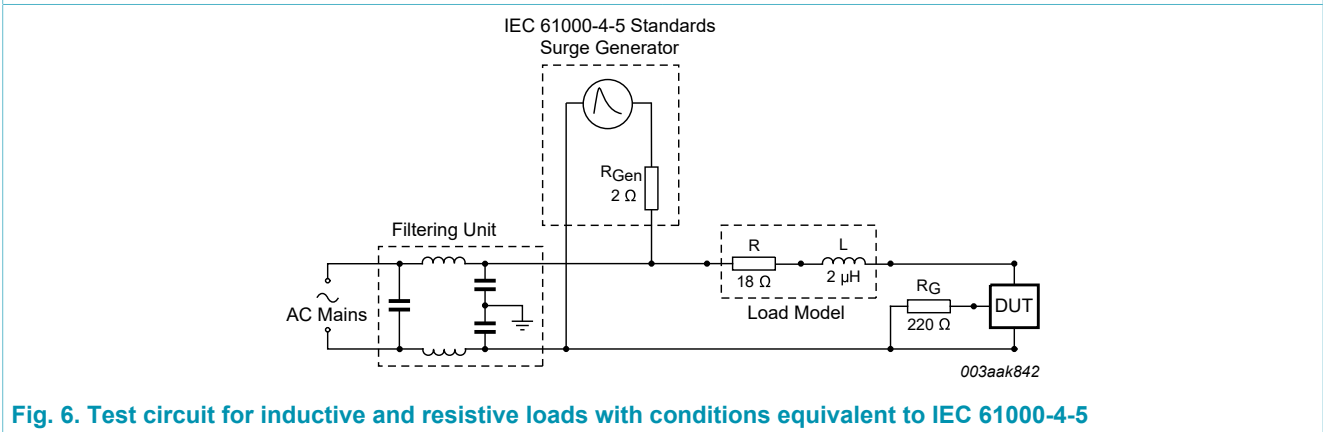 IEC 61000-4-5 Standards
Surge Generator
RGen
2 Ω
Filtering Unit
AC Mains
R
18 Ω
L
2 µH
Load Model
RG
220 Ω
DUT
003aak842
Fig. 6. Test circuit for inductive and resistive loads with conditions equivalent to IEC 61000-4-5